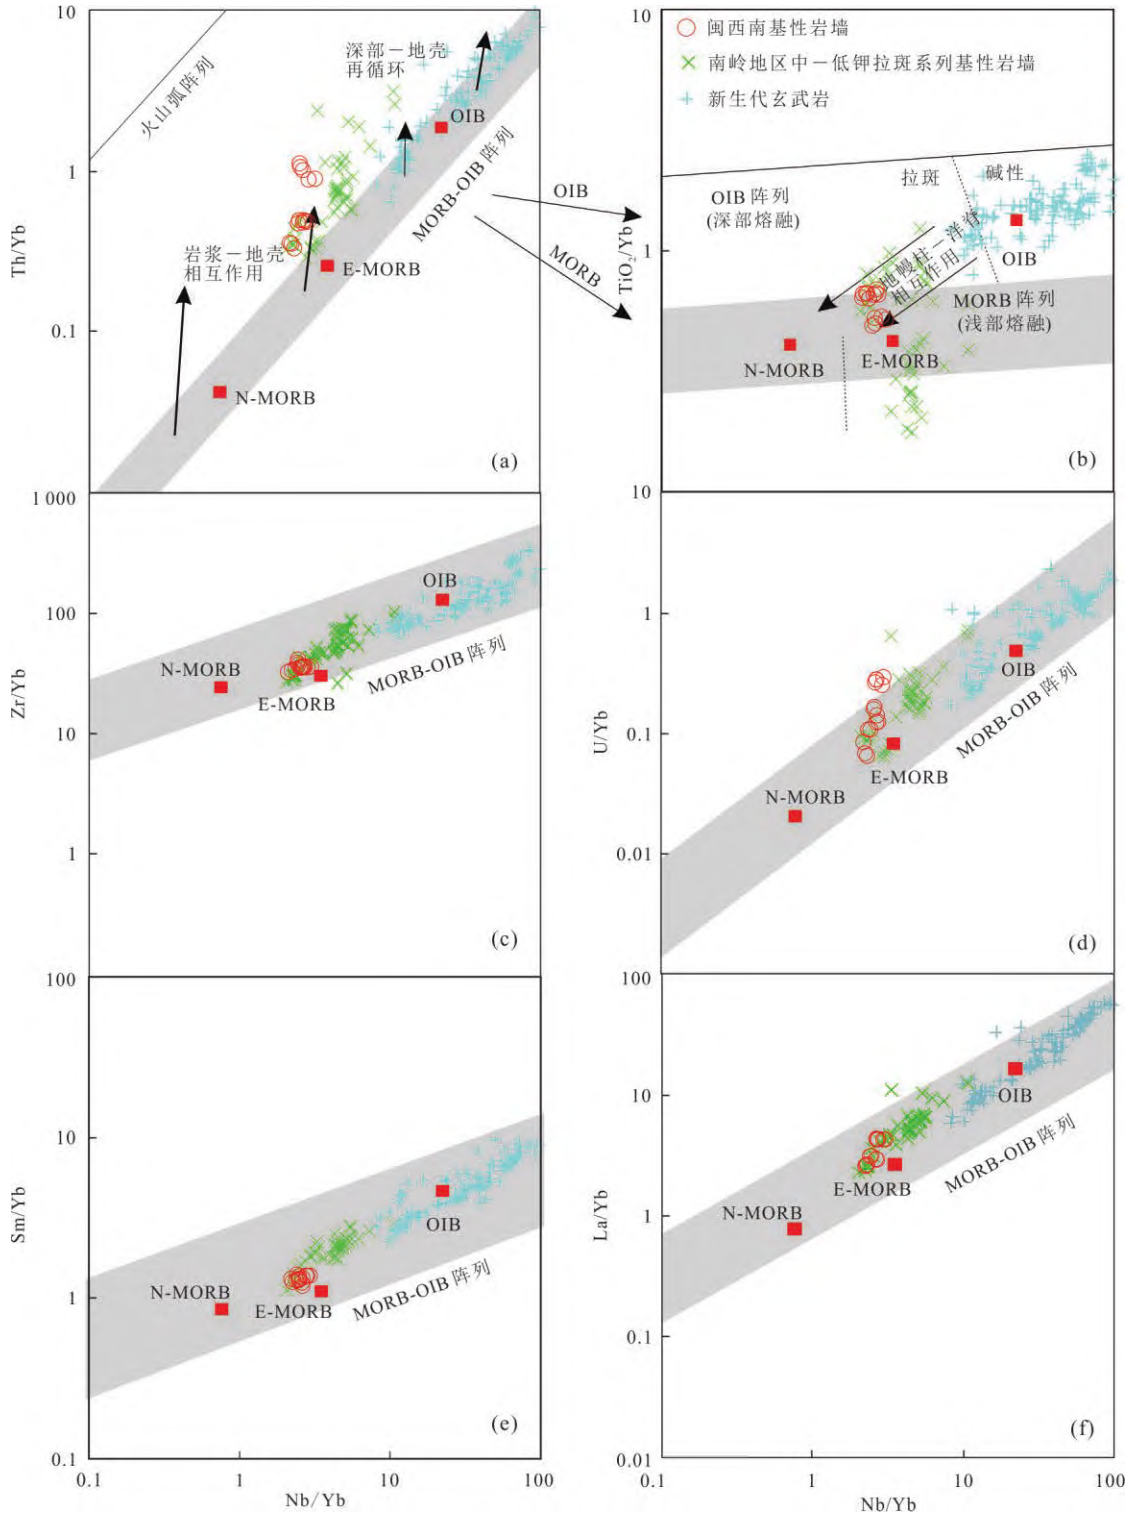 10
1
0.1
Th/Yb
火山弧阵列
深部－地壳
再循环
OIB
MORB-OIB 阵列
岩浆－地壳
相互作用
E-MORB
N-MORB
(a)
OIB
MORB
10
1
0.1
TiO₂/Yb
闽西南基性岩墙
南岭地区中－低钾拉斑系列基性岩墙
新生代玄武岩
OIB 阵列
(深部熔融)
拉斑
碱性
OIB
地幔柱－洋脊
相互作用
MORB 阵列
(浅部熔融)
N-MORB
E-MORB
(b)
1 000
100
10
1
Zr/Yb
OIB
N-MORB
E-MORB
MORB-OIB 阵列
(c)
10
1
0.1
0.01
U/Yb
OIB
MORB-OIB 阵列
E-MORB
N-MORB
(d)
100
10
1
0.1
Sm/Yb
OIB
N-MORB
E-MORB
MORB-OIB 阵列
(e)
0.1
1
10
100
Nb/Yb
100
10
1
0.1
0.01
La/Yb
OIB
MORB-OIB 阵列
E-MORB
N-MORB
(f)
0.1
1
10
100
Nb/Yb